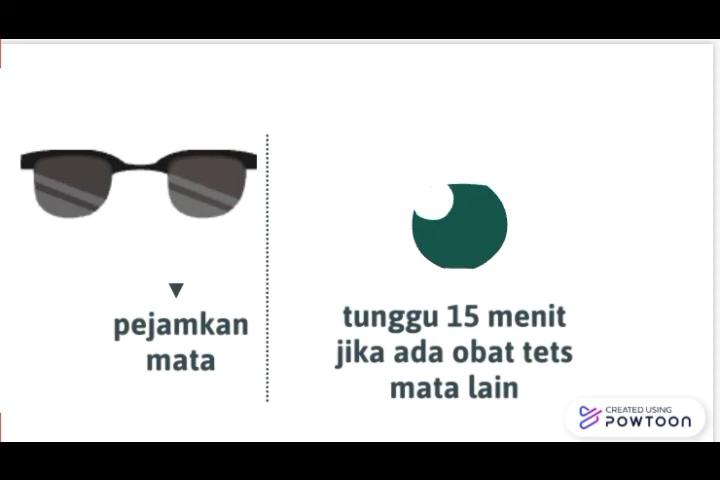 pejamkan
mata
tunggu 15 menit
jika ada obat tets
mata lain
CREATED USING
POWTOON